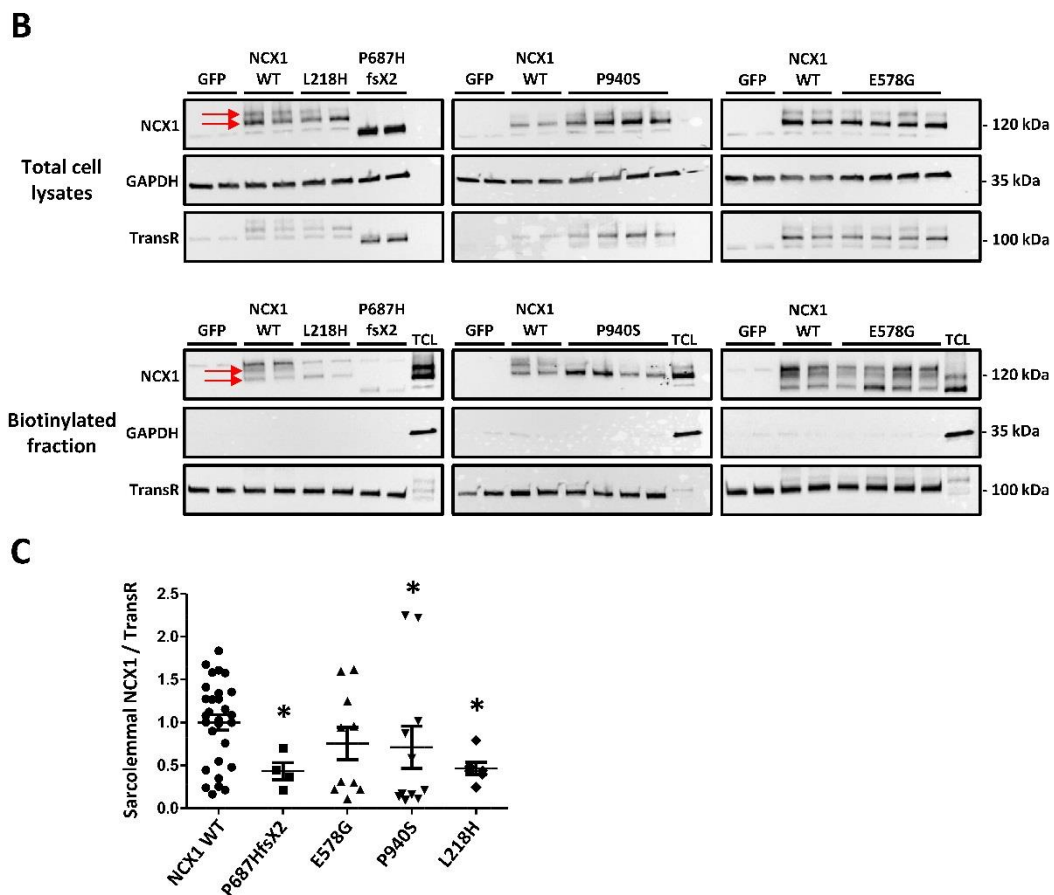 B
NCX1 P687H
GFP WT L218H fsX2
NCX1
GFP WT P940S
NCX1
GFP WT E578G
Total cell lysates
NCX1
- 120 kDa
GAPDH
- 35 kDa
TransR
- 100 kDa
NCX1 P687H
GFP WT L218H fsX2 TCL
NCX1
GFP WT P940S TCL
NCX1
GFP WT E578G TCL
Biotinylated fraction
NCX1
- 120 kDa
GAPDH
- 35 kDa
TransR
- 100 kDa
C
Sarcolemmal NCX1 / TransR
2.5
2.0
1.5
1.0
0.5
0.0
* * *
NCX1 WT
P687HfsX2
E578G
P940S
L218H